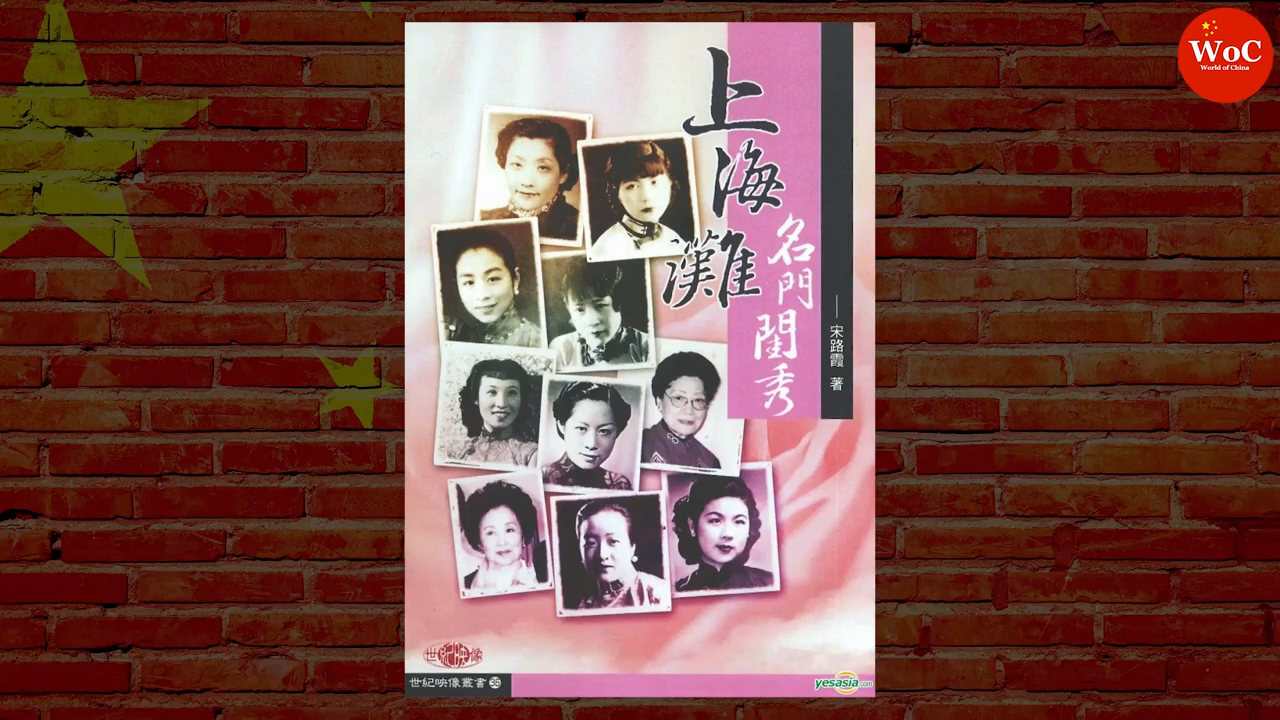 WoC
World of China
上海灘
名門閨秀
宋路霞 著
世紀映像
世紀映像叢書 35
yesasia.com